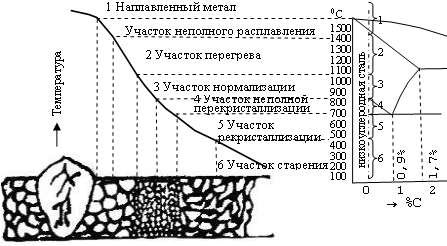 1 Наплавленный метал
Участок неполного расплавления
2 Участок перегрева
3 Участок нормализации
4 Участок неполной
перекристаллизации
5 Участок
рекристаллизации
6 Участок старения
Температура
°C
1500
1400
1300
1200
1100
1000
900
800
700
600
500
400
300
200
100
низкоуглеродная сталь
1
2
3
4
5
6
0,9%
1,7%
0 1 2
→ %C